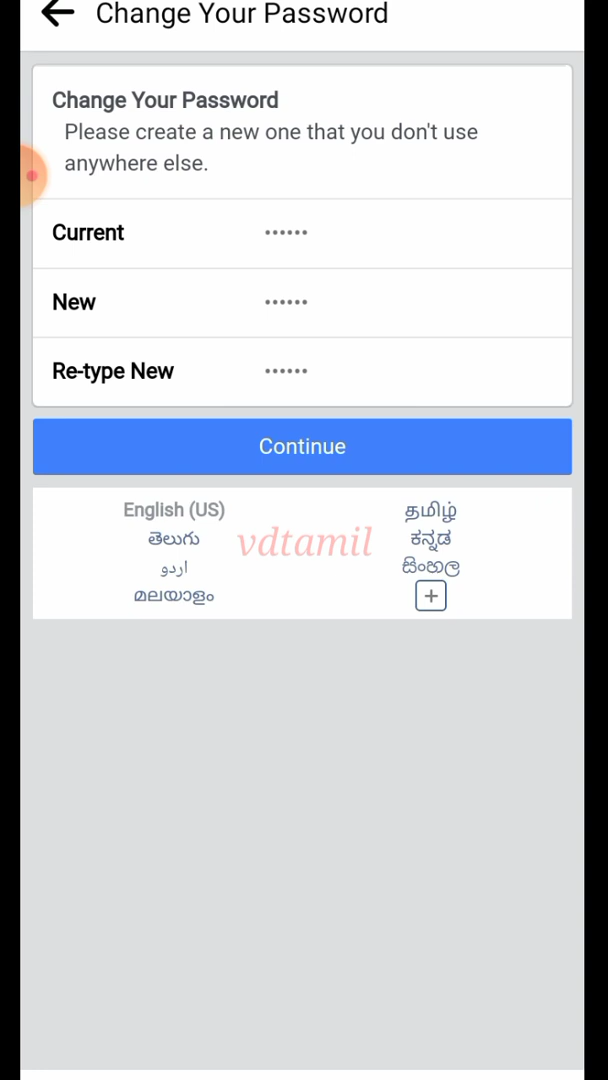 Change Your Password
Change Your Password
Please create a new one that you don't use
anywhere else.
Current ••••••
New ••••••
Re-type New ••••••
Continue
English (US) தமிழ்
తెలుగు vdtamil ಕನ್ನಡ
اردو සිංහල
മലയാളം +